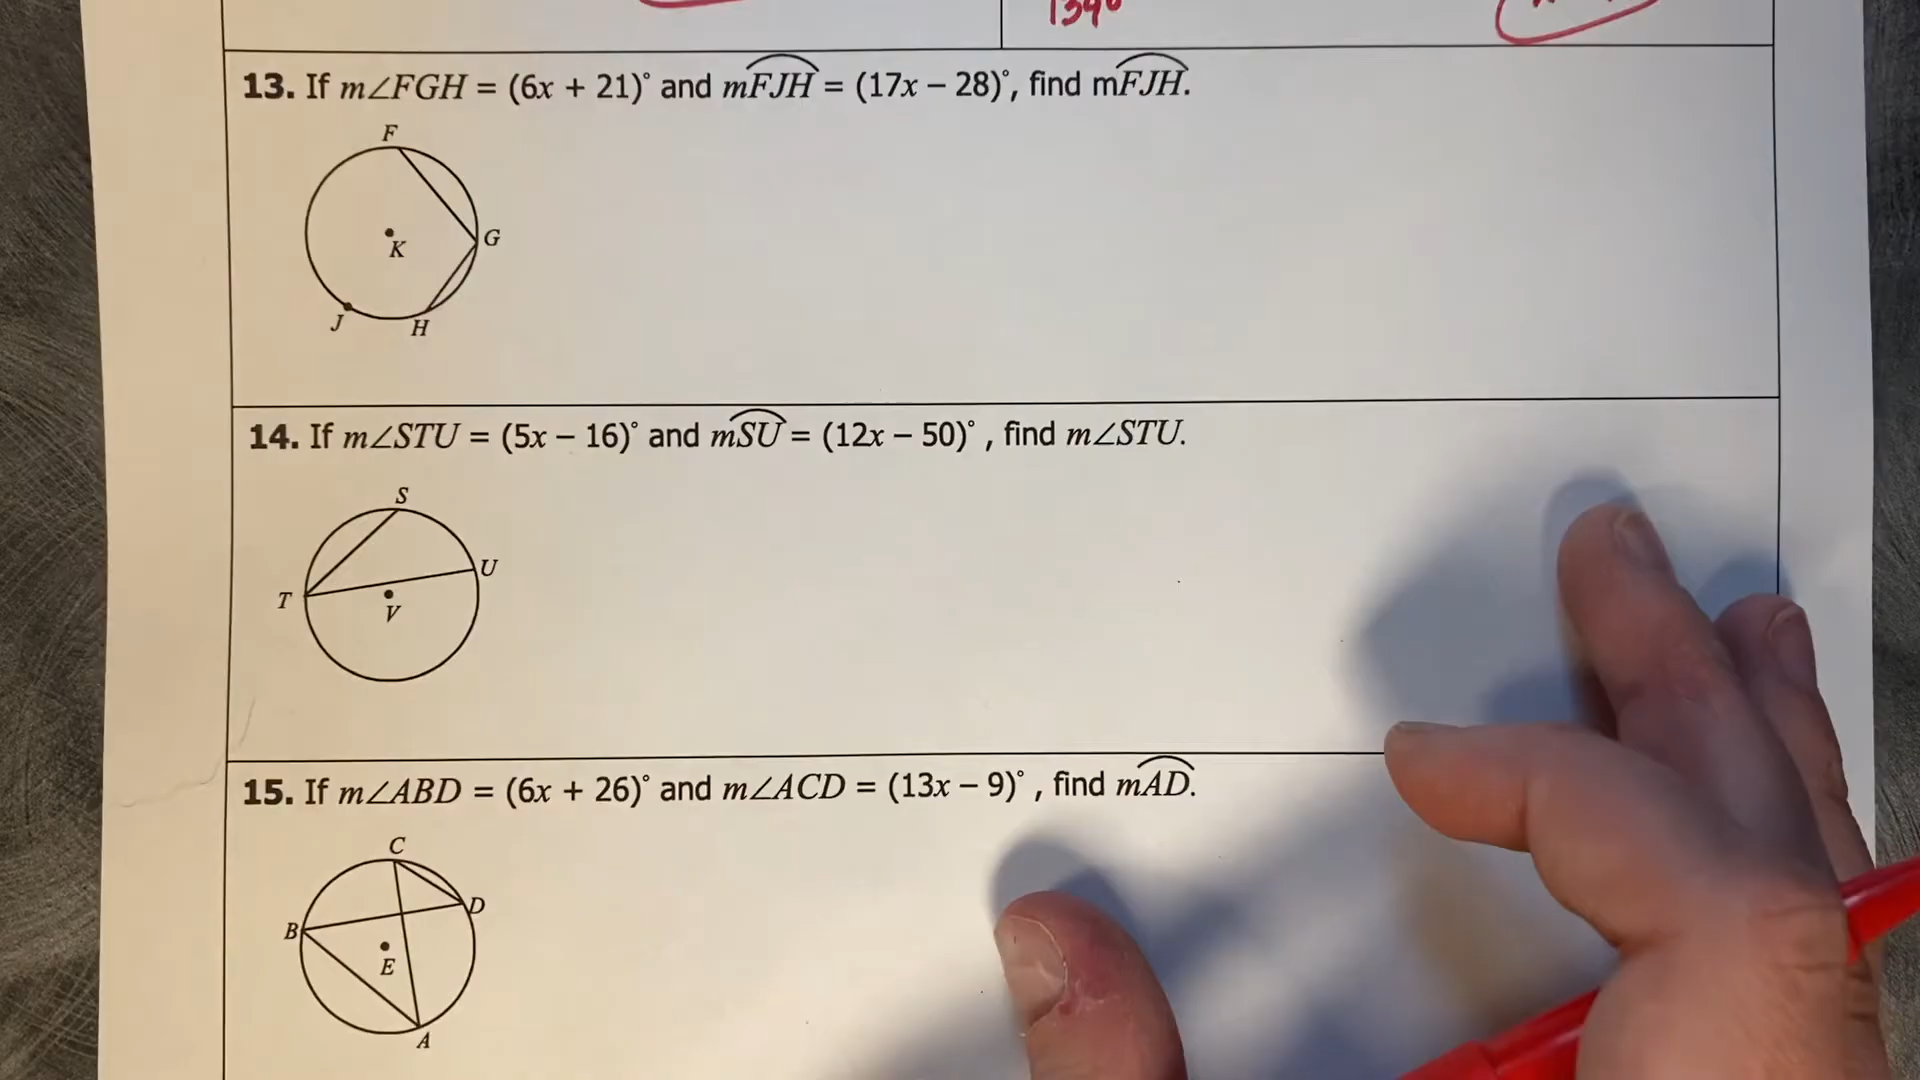 139°
13. If m∠FGH = (6x + 21)° and mFJH = (17x – 28)°, find mFJH.
F
K
G
J
H
14. If m∠STU = (5x – 16)° and mSU = (12x – 50)° , find m∠STU.
S
U
T
V
15. If m∠ABD = (6x + 26)° and m∠ACD = (13x – 9)° , find mAD.
C
D
B
E
A